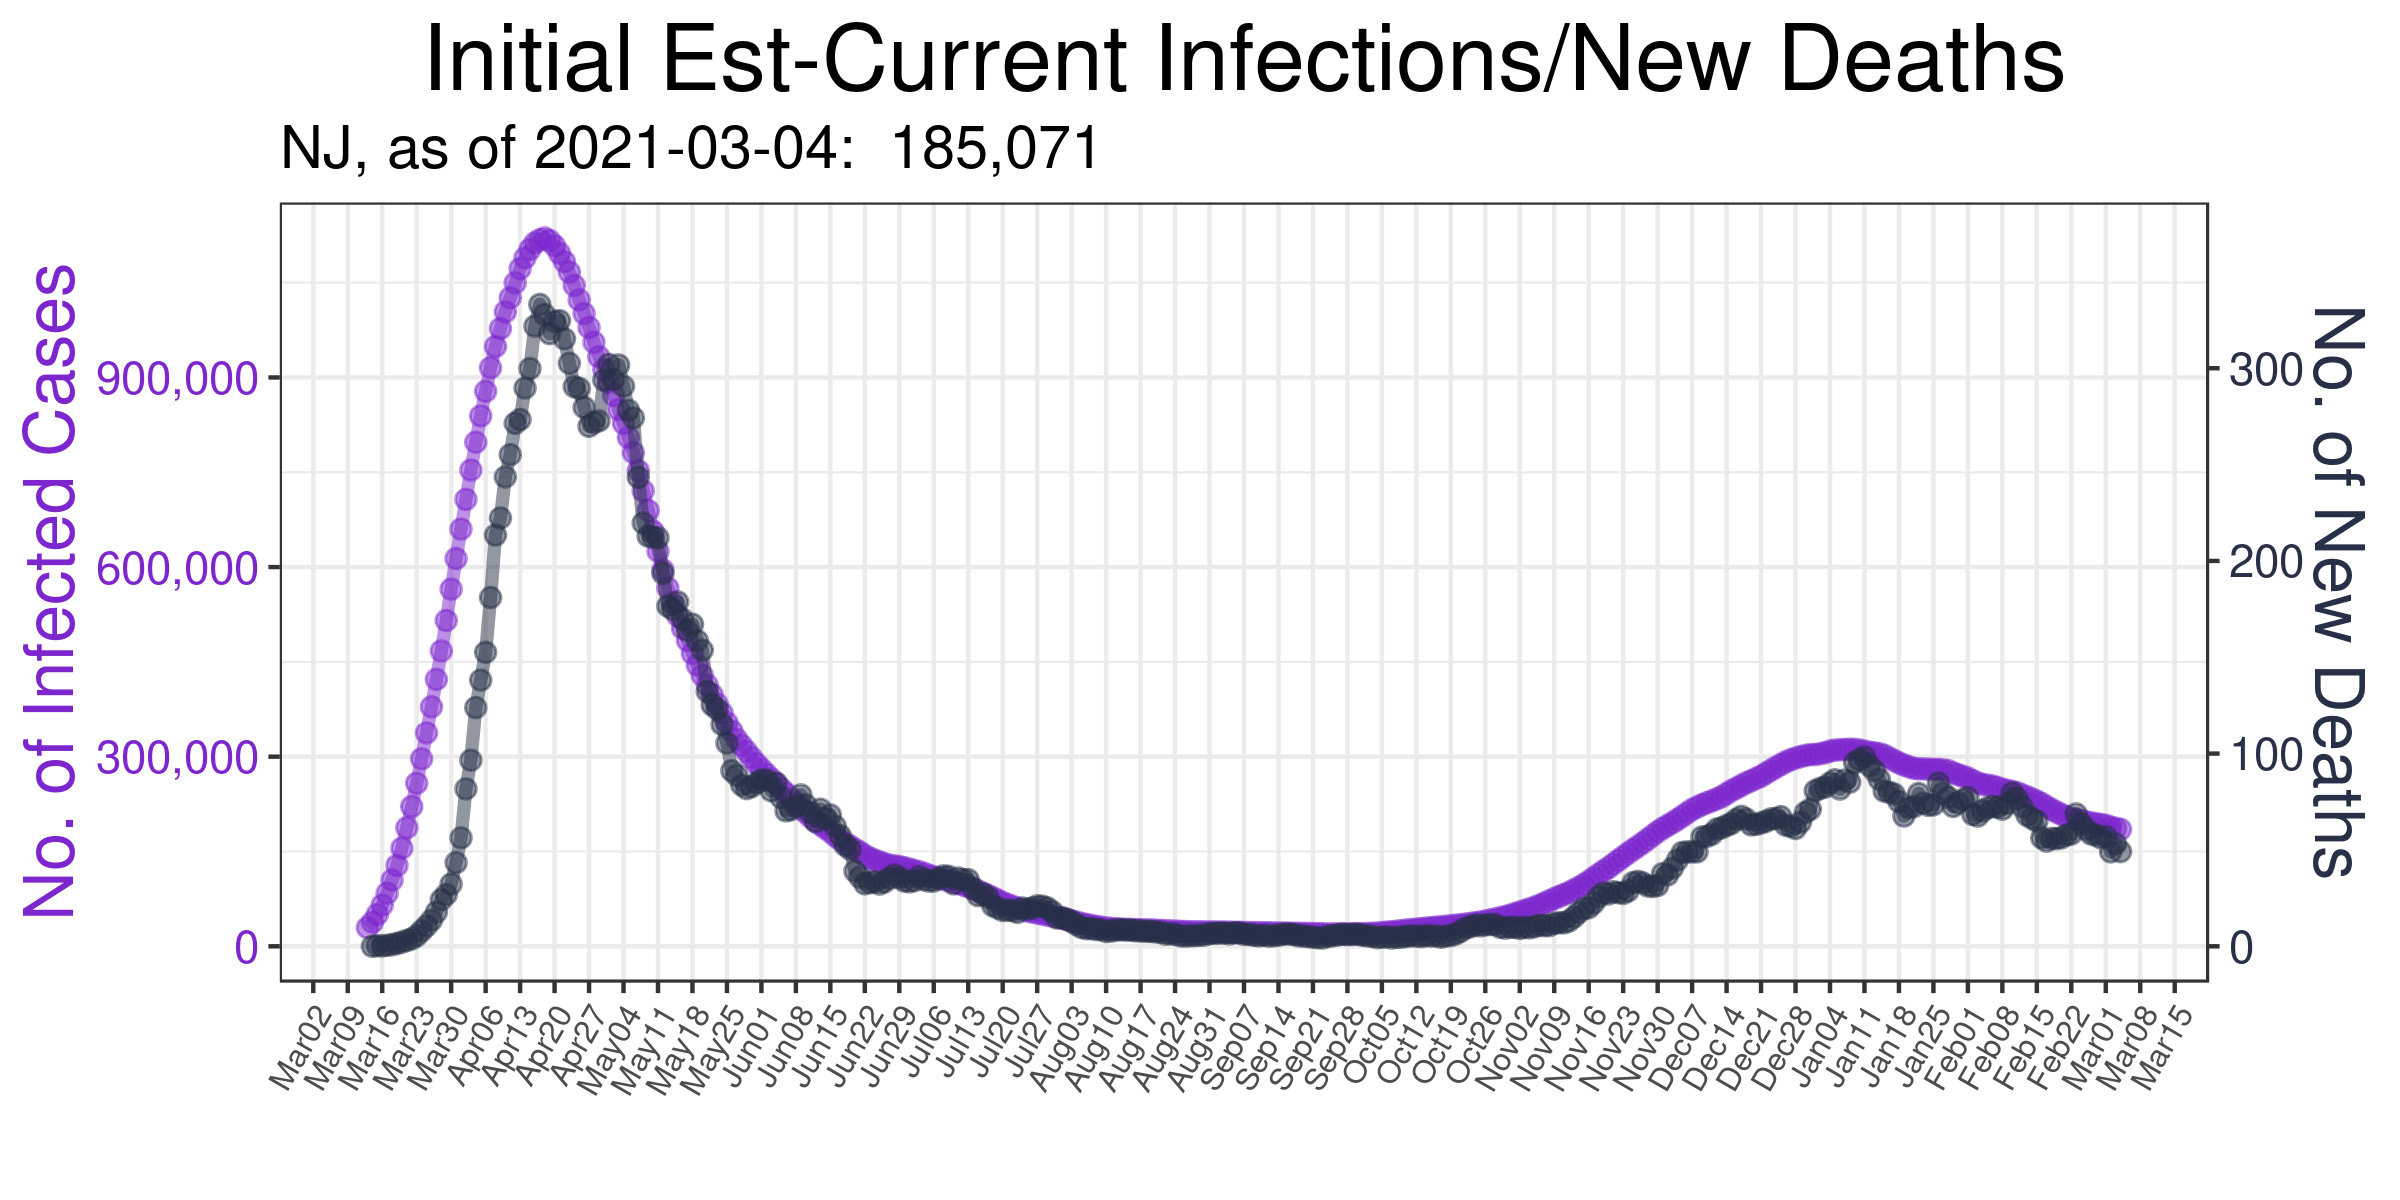 Initial Est-Current Infections/New Deaths
NJ, as of 2021-03-04:  185,071
No. of Infected Cases
900,000
600,000
300,000
0
300
200
100
0
No. of New Deaths
Mar02
Mar09
Mar16
Mar23
Mar30
Apr06
Apr13
Apr20
Apr27
May04
May11
May18
May25
Jun01
Jun08
Jun15
Jun22
Jun29
Jul06
Jul13
Jul20
Jul27
Aug03
Aug10
Aug17
Aug24
Aug31
Sep07
Sep14
Sep21
Sep28
Oct05
Oct12
Oct19
Oct26
Nov02
Nov09
Nov16
Nov23
Nov30
Nov07
Dec14
Dec21
Dec28
Dec04
Jan11
Jan18
Jan25
Feb01
Feb08
Feb15
Feb22
Mar01
Mar08
Mar15